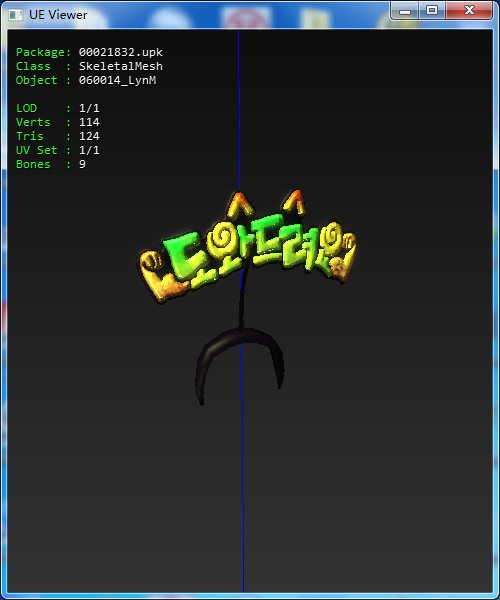 UE Viewer
Package: 00021832.upk
Class : SkeletalMesh
Object : 060014_LynM
LOD : 1/1
Verts : 114
Tris : 124
UV Set : 1/1
Bones : 9
^ ^
도와드려요